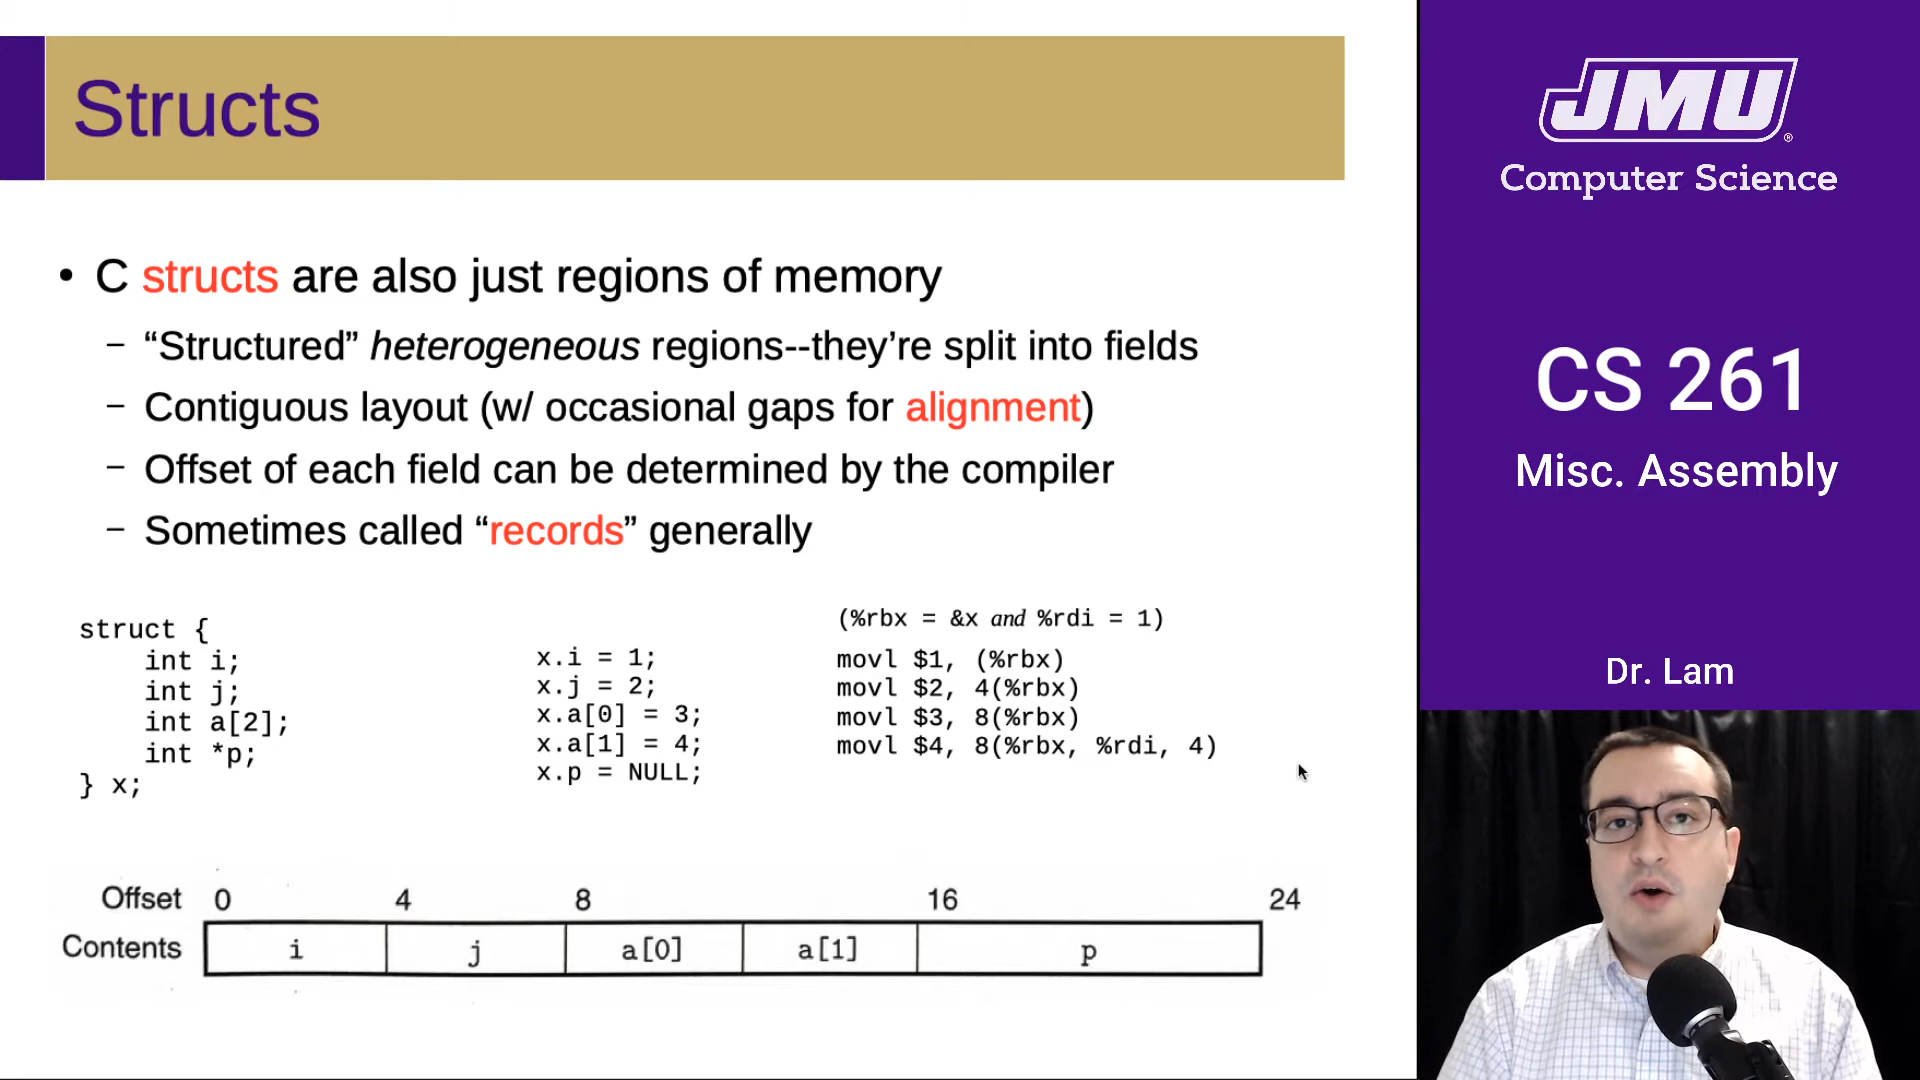 Structs
• C structs are also just regions of memory
– “Structured” heterogeneous regions--they’re split into fields
– Contiguous layout (w/ occasional gaps for alignment)
– Offset of each field can be determined by the compiler
– Sometimes called “records” generally
struct {
int i;
int j;
int a[2];
int *p;
} x;
x.i = 1;
x.j = 2;
x.a[0] = 3;
x.a[1] = 4;
x.p = NULL;
(%rbx = &x and %rdi = 1)
movl $1, (%rbx)
movl $2, 4(%rbx)
movl $3, 8(%rbx)
movl $4, 8(%rbx, %rdi, 4)
Offset 0 4 8 16 24
Contents i j a[0] a[1] p
JMU®
Computer Science
CS 261
Misc. Assembly
Dr. Lam